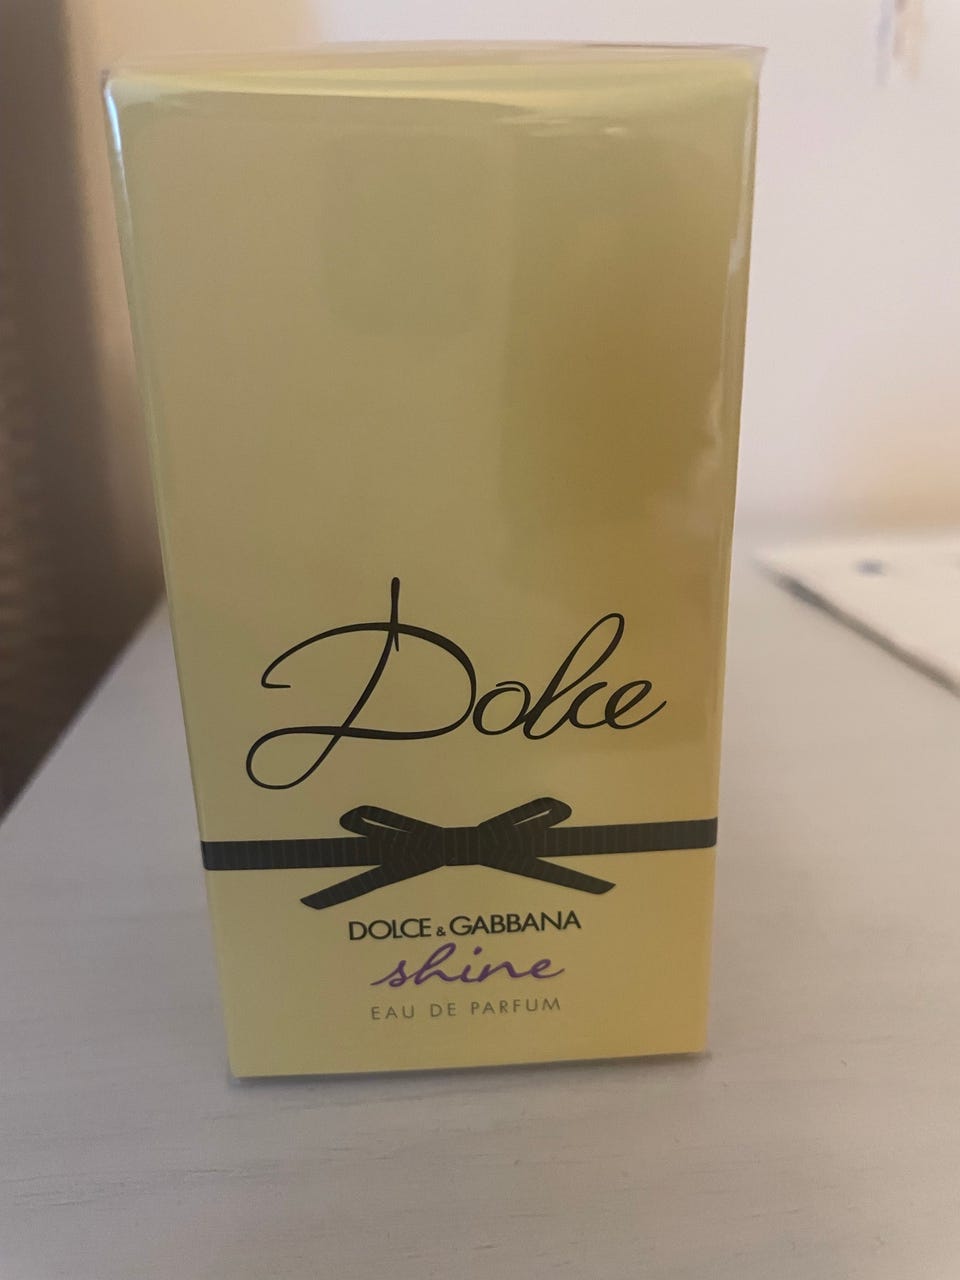 Dolce
DOLCE & GABBANA
shine
EAU DE PARFUM